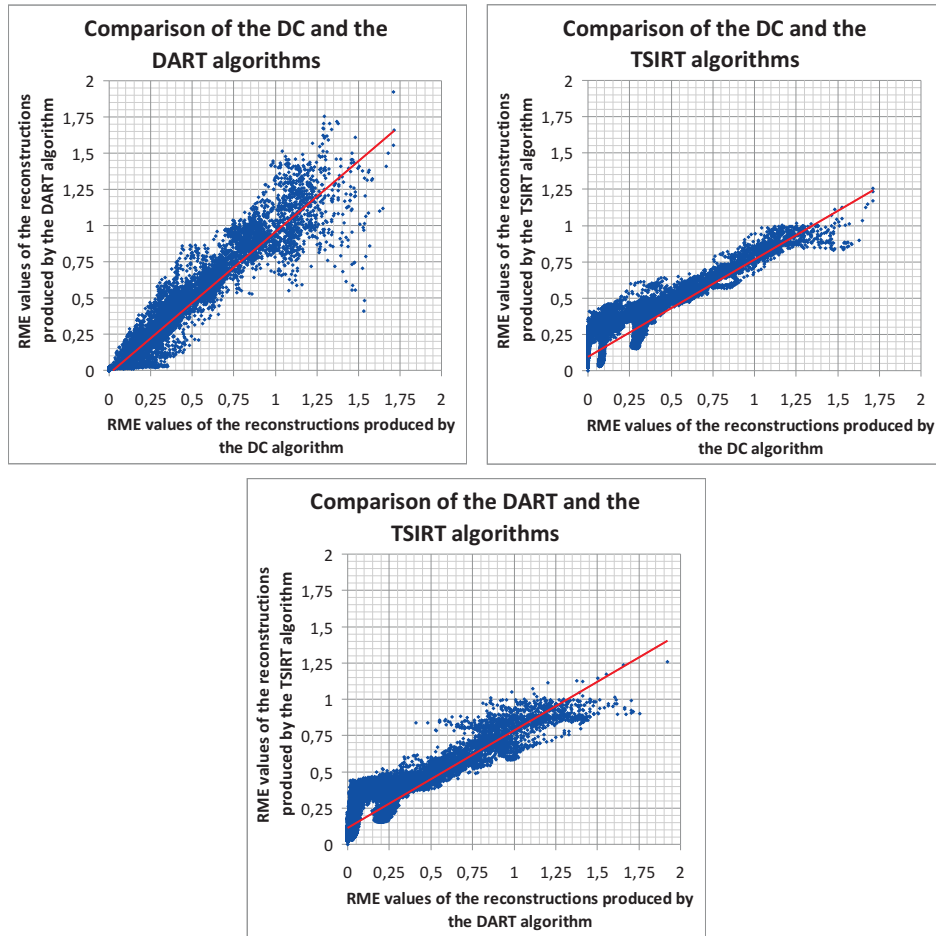 Comparison of the DC and the
DART algorithms
RME values of the reconstructions
produced by the DART algorithm
2
1,75
1,5
1,25
1
0,75
0,5
0,25
0
0 0,25 0,5 0,75 1 1,25 1,5 1,75 2
RME values of the reconstructions produced by
the DC algorithm
Comparison of the DC and the
TSIRT algorithms
RME values of the reconstructions
produced by the TSIRT algorithm
2
1,75
1,5
1,25
1
0,75
0,5
0,25
0
0 0,25 0,5 0,75 1 1,25 1,5 1,75 2
RME values of the reconstructions produced by
the DC algorithm
Comparison of the DART and the
TSIRT algorithms
RME values of the reconstructions
produced by the TSIRT algorithm
2
1,75
1,5
1,25
1
0,75
0,5
0,25
0
0 0,25 0,5 0,75 1 1,25 1,5 1,75 2
RME values of the reconstructions produced by
the DART algorithm